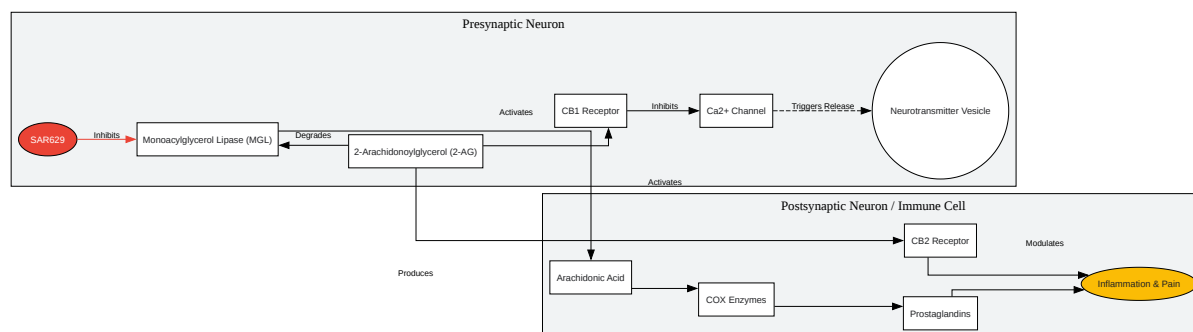 Presynaptic Neuron
SAR629
Inhibits
Monoacylglycerol Lipase (MGL)
Degrades
2-Arachidonoylglycerol (2-AG)
Activates
CB1 Receptor
Inhibits
Ca2+ Channel
Triggers Release
Neurotransmitter Vesicle
Activates
Postsynaptic Neuron / Immune Cell
CB2 Receptor
Modulates
Produces
Arachidonic Acid
COX Enzymes
Prostaglandins
Inflammation & Pain